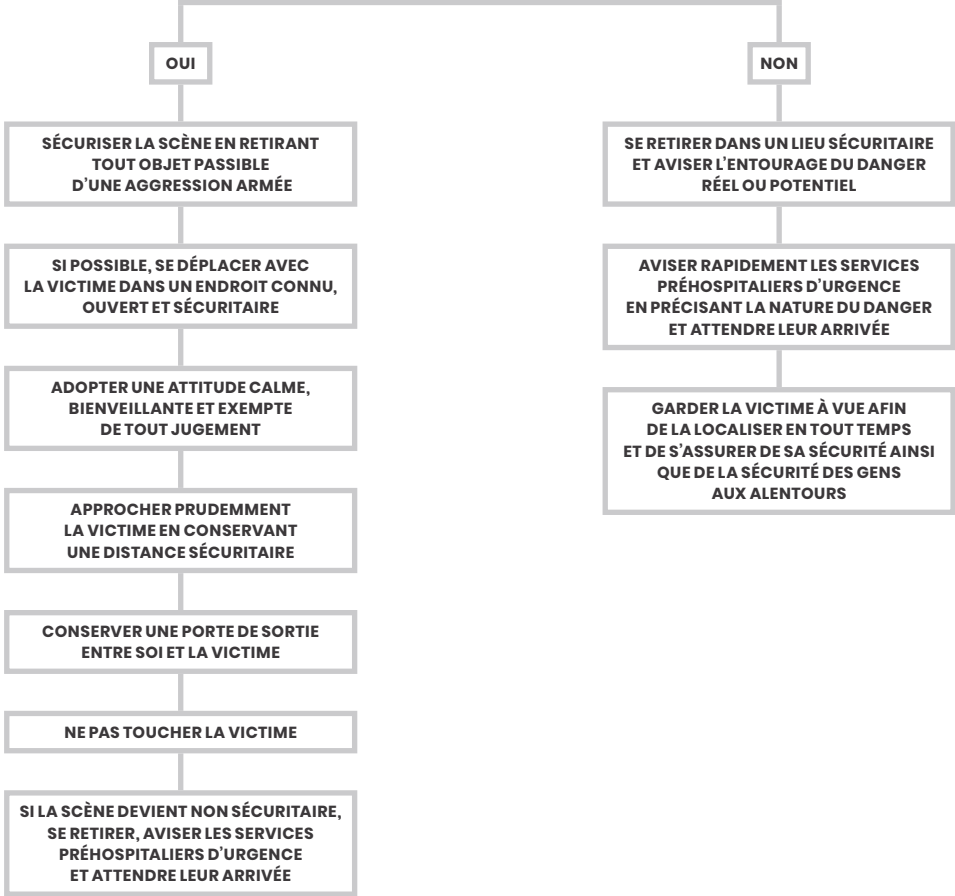 OUI
SÉCURISER LA SCÈNE EN RETIRANT
TOUT OBJET PASSIBLE
D'UNE AGGRESSION ARMÉE
SI POSSIBLE, SE DÉPLACER AVEC
LA VICTIME DANS UN ENDROIT CONNU,
OUVERT ET SÉCURITAIRE
ADOPTER UNE ATTITUDE CALME,
BIENVEILLANTE ET EXEMPTE
DE TOUT JUGEMENT
APPROCHER PRUDEMMENT
LA VICTIME EN CONSERVANT
UNE DISTANCE SÉCURITAIRE
CONSERVER UNE PORTE DE SORTIE
ENTRE SOI ET LA VICTIME
NE PAS TOUCHER LA VICTIME
SI LA SCÈNE DEVIENT NON SÉCURITAIRE,
SE RETIRER, AVISER LES SERVICES
PRÉHOSPITALIERS D'URGENCE
ET ATTENDRE LEUR ARRIVÉE
NON
SE RETIRER DANS UN LIEU SÉCURITAIRE
ET AVISER L'ENTOURAGE DU DANGER
RÉEL OU POTENTIEL
AVISER RAPIDEMENT LES SERVICES
PRÉHOSPITALIERS D'URGENCE
EN PRÉCISANT LA NATURE DU DANGER
ET ATTENDRE LEUR ARRIVÉE
GARDER LA VICTIME À VUE AFIN
DE LA LOCALISER EN TOUT TEMPS
ET DE S'ASSURER DE SA SÉCURITÉ AINSI
QUE DE LA SÉCURITÉ DES GENS
AUX ALENTOURS